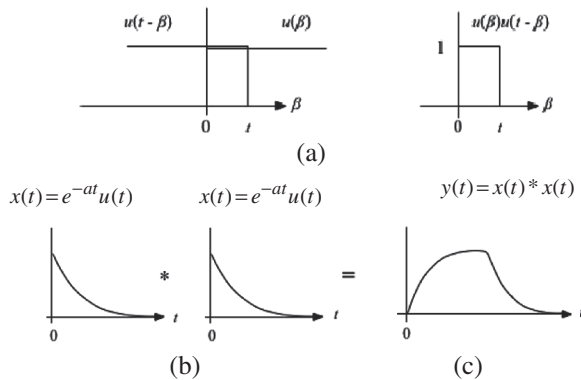 u(t - β) u(β) u(β)u(t - β)
1
β β
0 t 0 t
(a)
x(t) = e^{-at}u(t) x(t) = e^{-at}u(t) y(t) = x(t) * x(t)
* =
t t t
0 0 0
(b) (c)